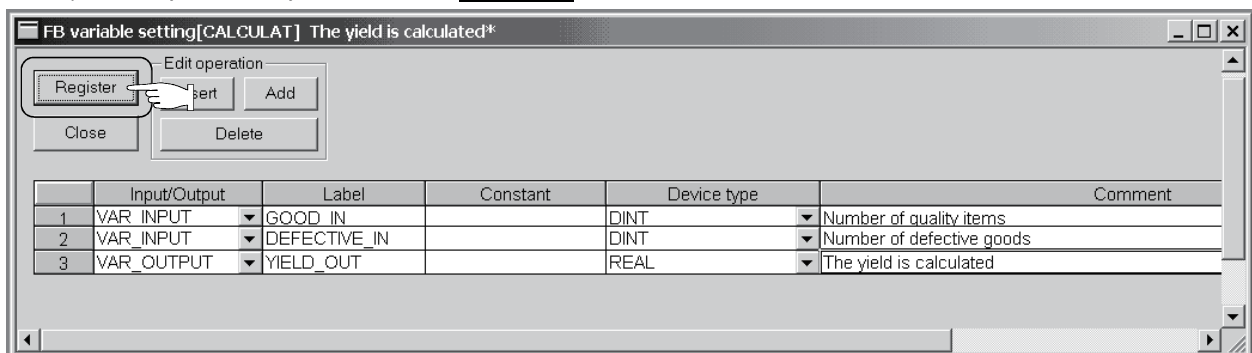 FB variable setting[CALCULAT] The yield is calculated*
Edit operation
Register Add
Close Delete
Input/Output Label Constant Device type Comment
1 VAR_INPUT GOOD_IN DINT Number of quality items
2 VAR_INPUT DEFECTIVE_IN DINT Number of defective goods
3 VAR_OUTPUT YIELD_OUT REAL The yield is calculated